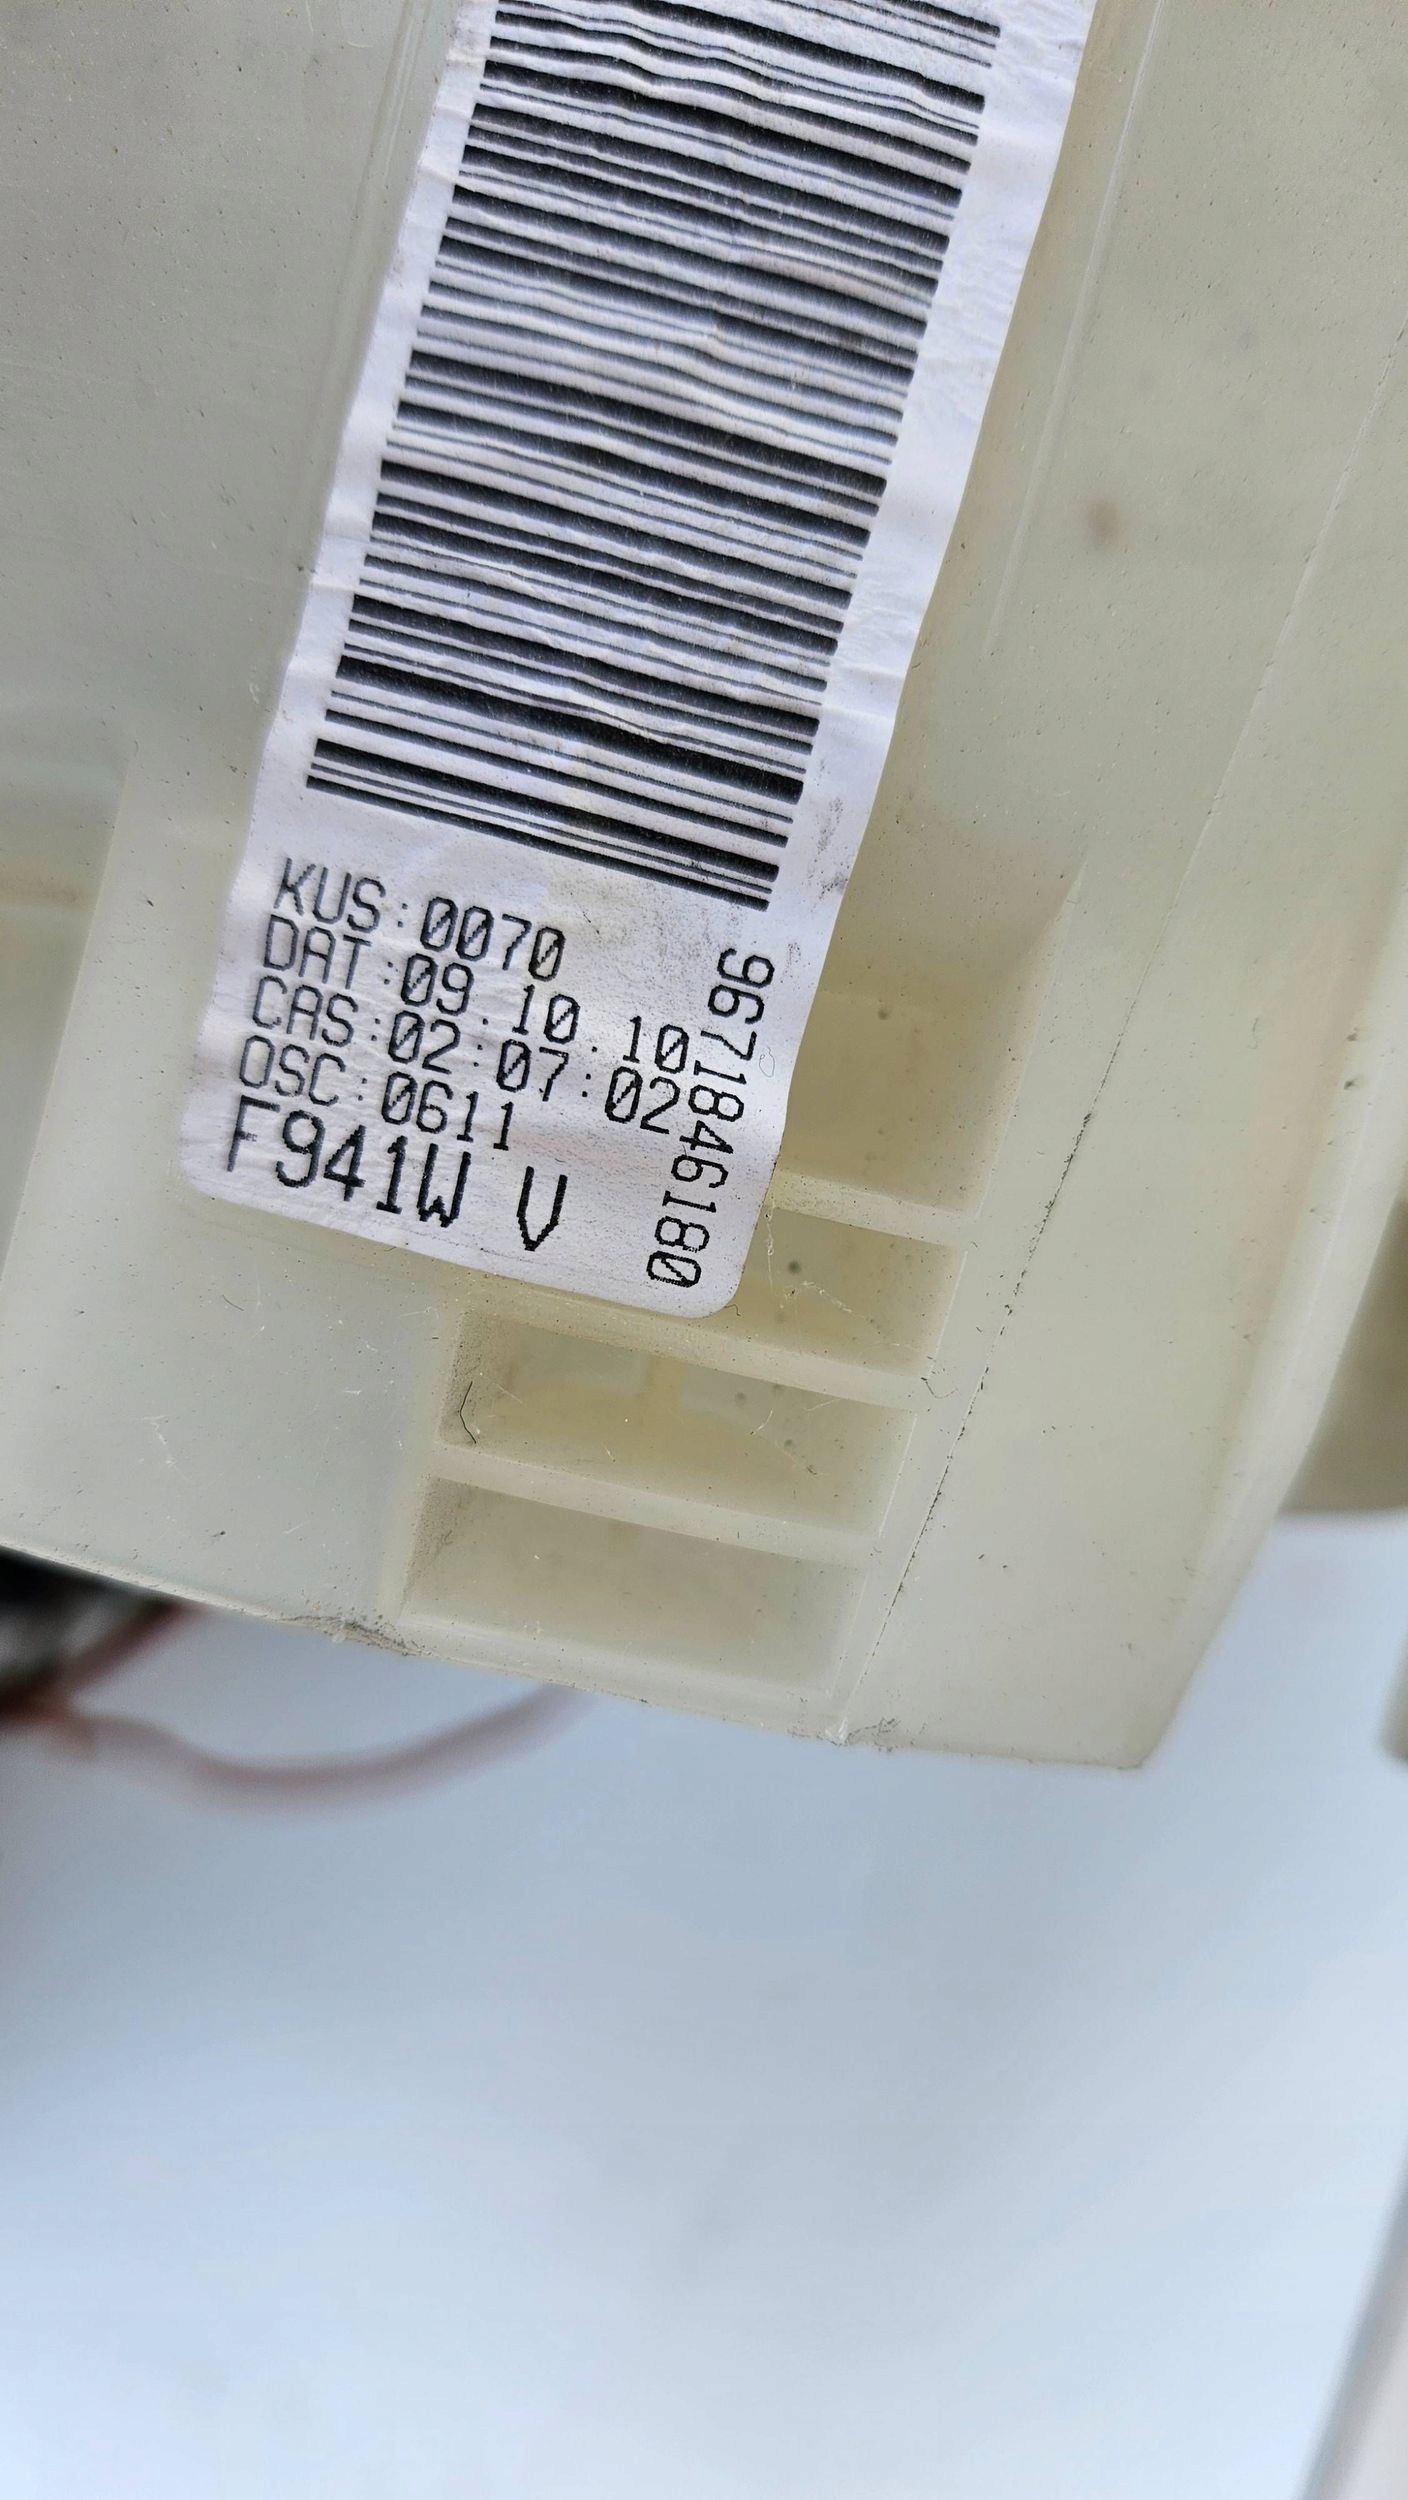 KUS:0070
DAT:09.10.10
CAS:02:07:02
OSC:0611
F941W V
9671846180